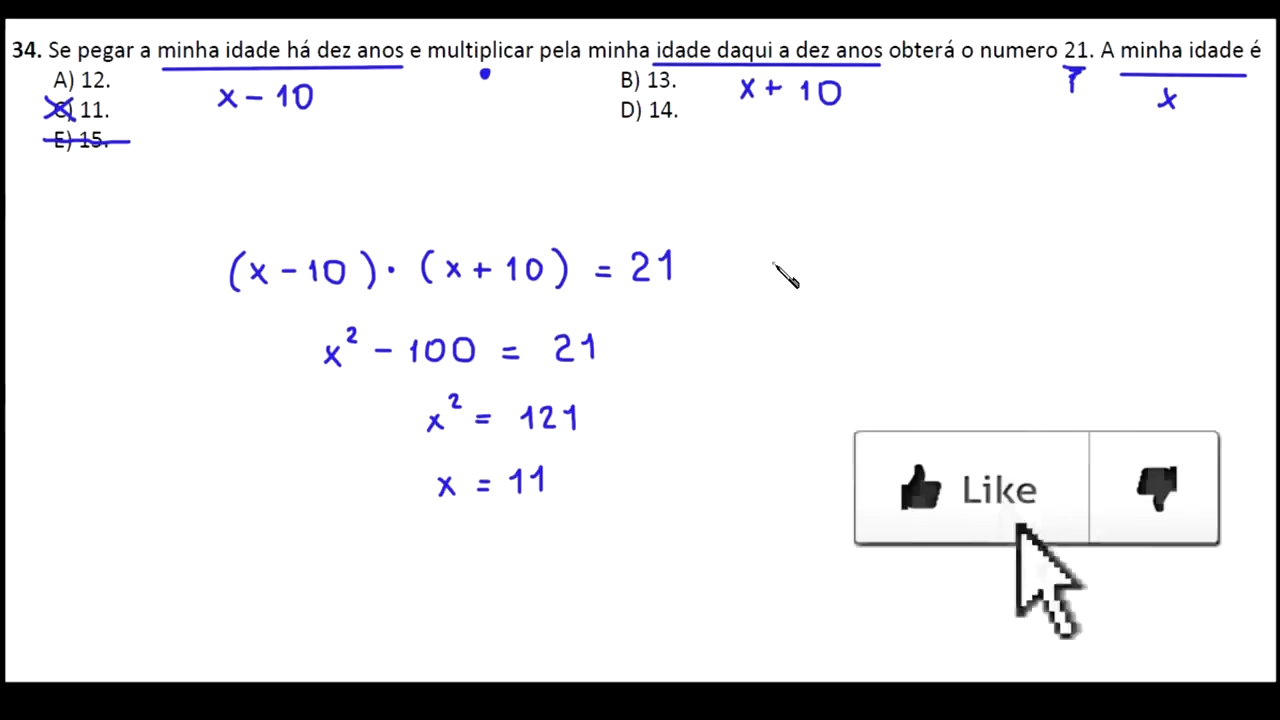 34. Se pegar a minha idade há dez anos e multiplicar pela minha idade daqui a dez anos obterá o numero 21. A minha idade é
A) 12. B) 13.
x - 10 x + 10 x
C) 11. D) 14.
E) 15.
(x - 10) · (x + 10) = 21
x² - 100 = 21
x² = 121
x = 11
Like